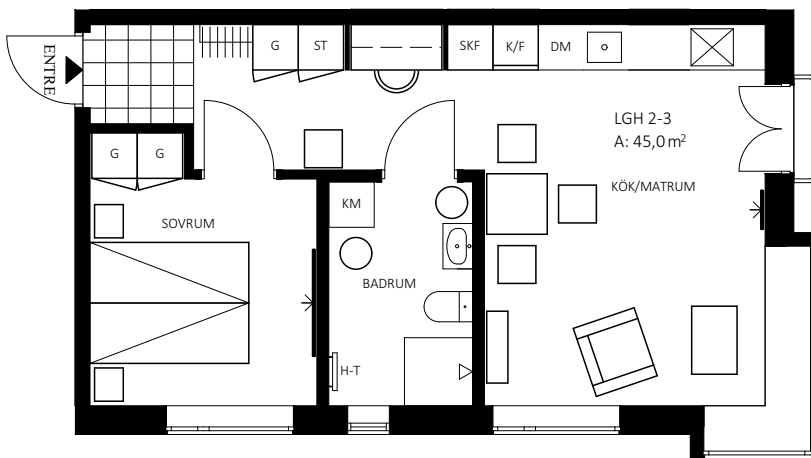 ENTRE
G
ST
SKF
K/F
DM
LGH 2-3
A: 45,0 m²
G
G
KÖK/MATRUM
KM
SOVRUM
BADRUM
H-T